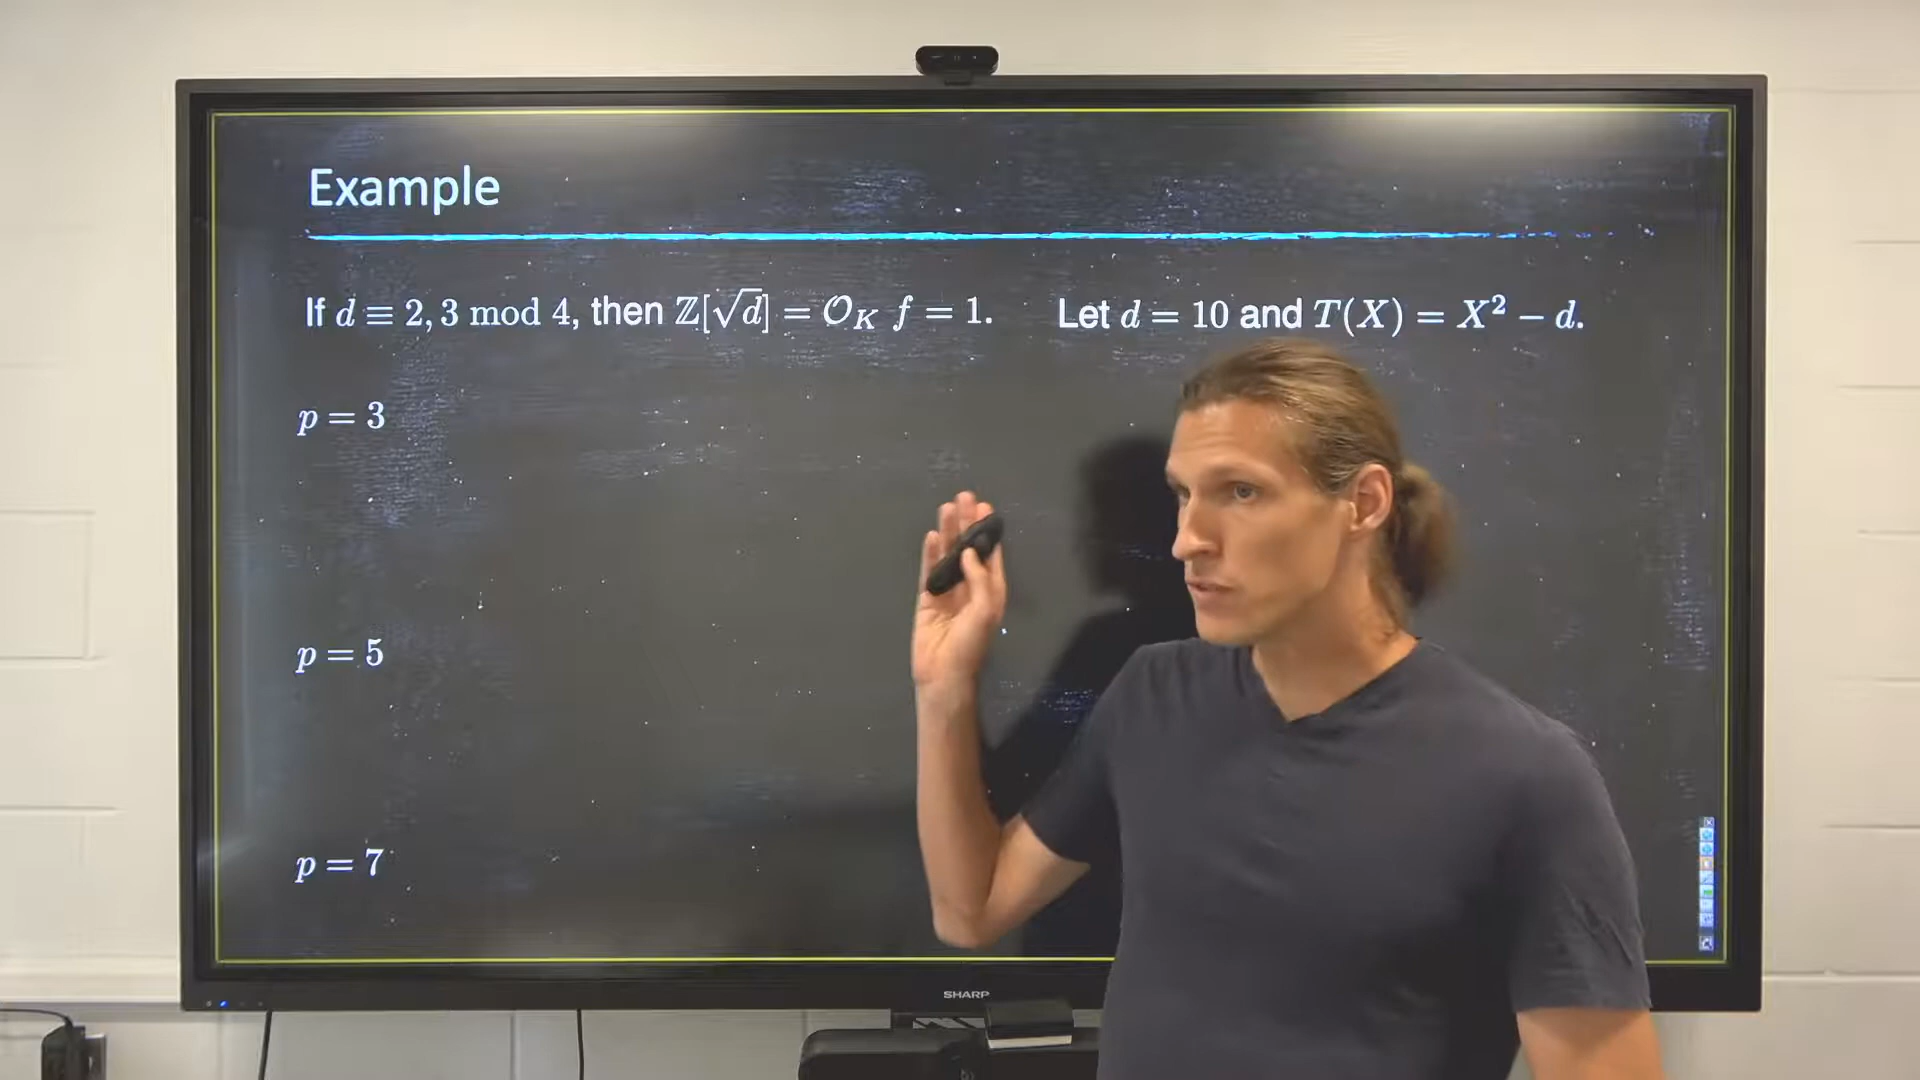 Example
If d ≡ 2, 3 mod 4, then ℤ[√d] = 𝒪_K f = 1. Let d = 10 and T(X) = X² − d.
p = 3
p = 5
p = 7
SHARP